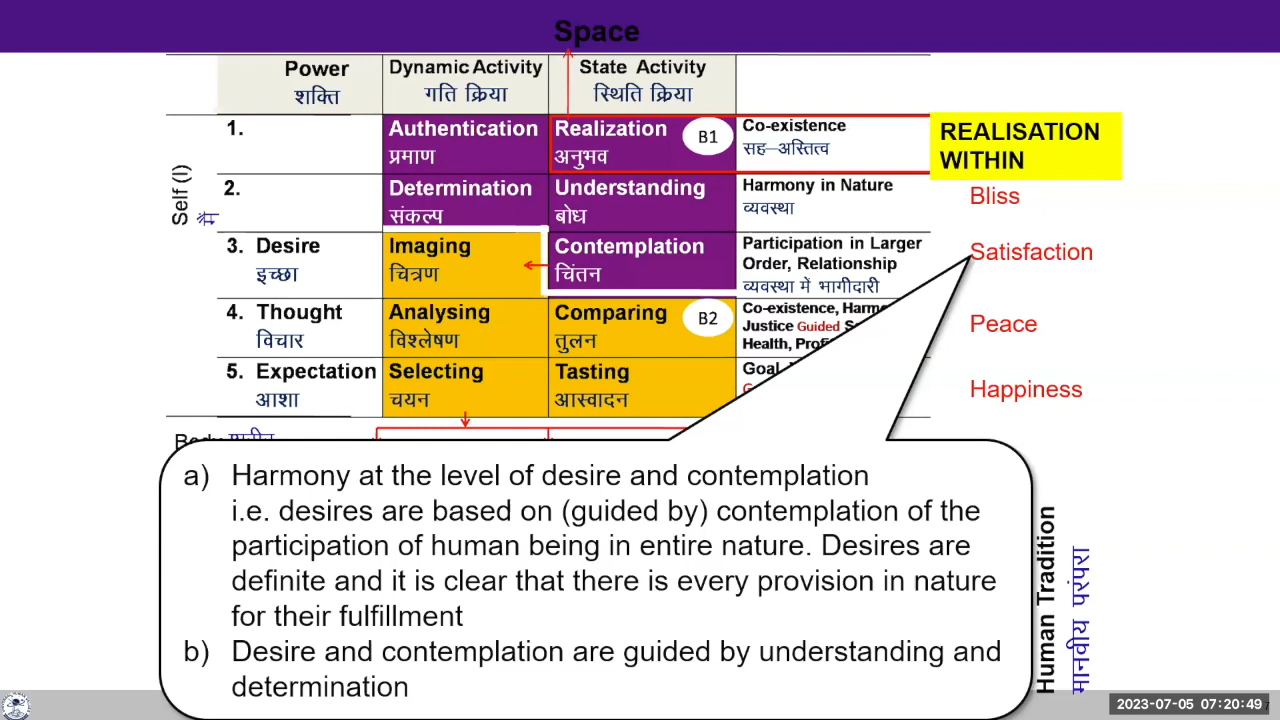 Space
Power
शक्ति
Dynamic Activity
गति क्रिया
State Activity
स्थिति क्रिया
Self (I)
मैं
1.
Authentication
प्रमाण
Realization
अनुभव
B1
Co-existence
सह–अस्तित्व
REALISATION
WITHIN
2.
Determination
संकल्प
Understanding
बोध
Harmony in Nature
व्यवस्था
Bliss
3. Desire
इच्छा
Imaging
चित्रण
Contemplation
चिंतन
Participation in Larger
Order, Relationship
व्यवस्था में भागीदारी
Satisfaction
4. Thought
विचार
Analysing
विश्लेषण
Comparing
तुलन
B2
Co-existence,
Justice Guided
Health,
Peace
5. Expectation
आशा
Selecting
चयन
Tasting
आस्वादन
Goal,
Happiness
Body शरीर
a) Harmony at the level of desire and contemplation
i.e. desires are based on (guided by) contemplation of the
participation of human being in entire nature. Desires are
definite and it is clear that there is every provision in nature
for their fulfillment
b) Desire and contemplation are guided by understanding and
determination
Human Tradition
मानवीय परंपरा
2023-07-05 07:20:49